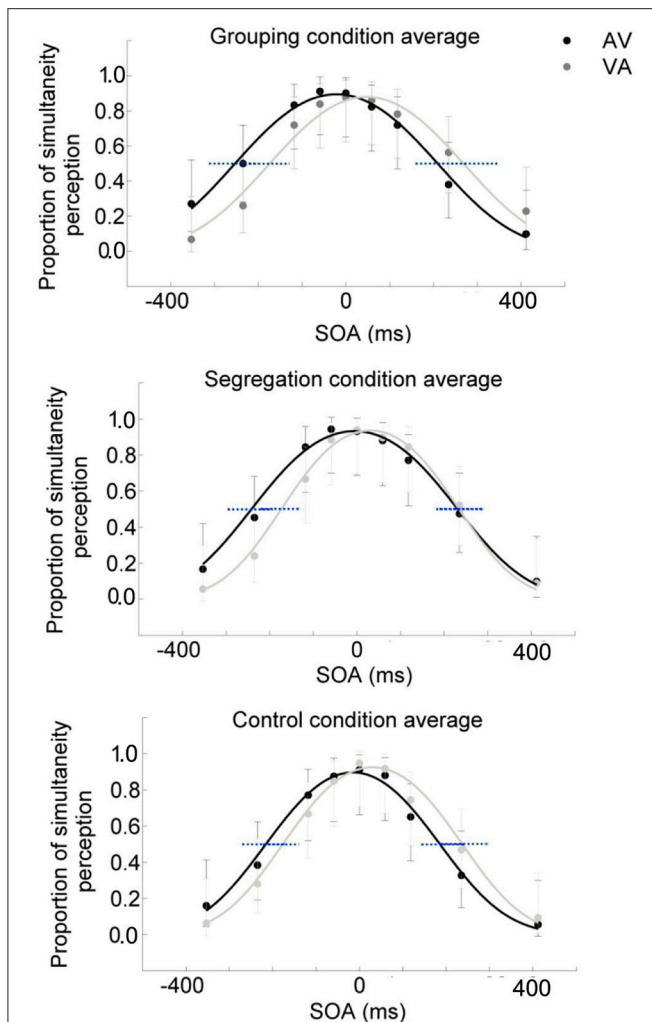 Grouping condition average
AV
VA
Proportion of simultaneity
perception
1.0
0.8
0.6
0.4
0.2
0.0
-400
0
400
SOA (ms)
Segregation condition average
Proportion of simultaneity
perception
1.0
0.8
0.6
0.4
0.2
0.0
-400
0
400
SOA (ms)
Control condition average
Proportion of simultaneity
perception
1.0
0.8
0.6
0.4
0.2
0.0
-400
0
400
SOA (ms)